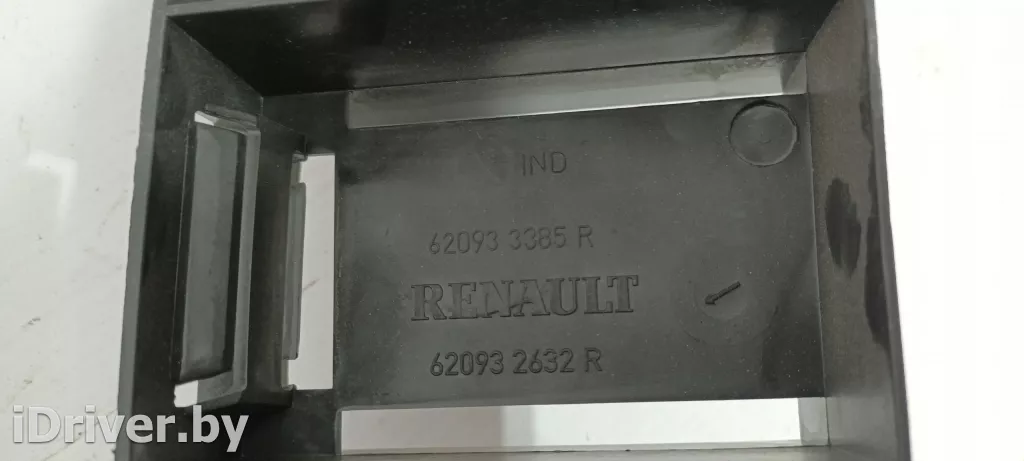 IND
62093 3385 R
RENAULT
62093 2632 R
iDriver.by